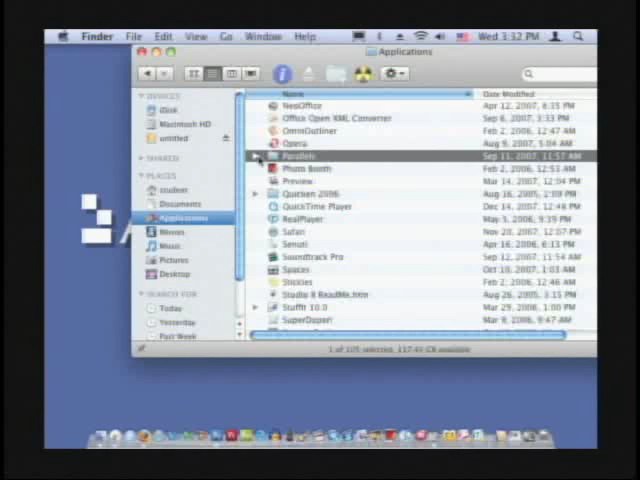 Finder File Edit View Go Window Help Wed 3:32 PM
Applications
Name Date Modified
DEVICES
iDisk
Macintosh HD
untitled
SHARED
PLACES
student
Documents
Applications
Movies
Music
Pictures
Desktop
SEARCH FOR
Today
Yesterday
Past Week
NeoOffice Apr 12, 2007, 8:35 PM
Office Open XML Converter Sep 6, 2007, 3:33 PM
OmniOutliner Feb 2, 2006, 12:47 AM
Opera Aug 9, 2007, 5:04 AM
Parallels Sep 11, 2007, 11:57 AM
Photo Booth Feb 2, 2006, 12:53 AM
Preview Mar 14, 2007, 12:04 PM
Quicken 2006 Aug 16, 2005, 2:09 PM
QuickTime Player Mar 14, 2007, 12:48 PM
RealPlayer May 3, 2006, 9:39 PM
Safari Nov 20, 2007, 12:07 PM
Senuti Apr 16, 2006, 6:13 PM
Soundtrack Pro Sep 12, 2007, 11:54 AM
Spaces Oct 10, 2007, 1:03 AM
Stickies Feb 2, 2006, 12:46 AM
Studio 8 ReadMe.htm Aug 26, 2005, 3:15 PM
StuffIt 10.0 Mar 29, 2006, 1:00 PM
SuperDuper! Mar 9, 2006, 9:47 AM
1 of 105 selected, 117.47 GB available